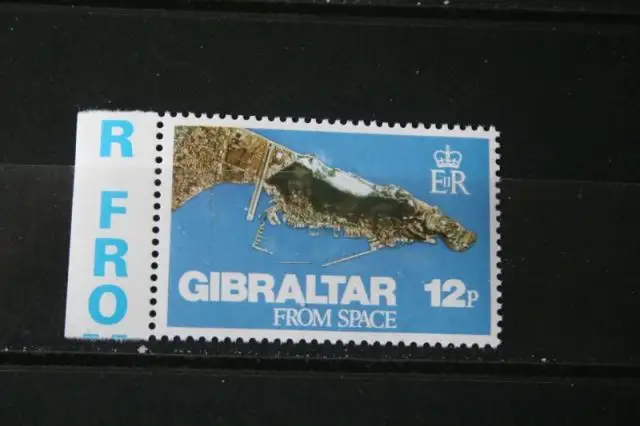 R
F
FRO
EIIR
GIBRALTAR 12P
FROM SPACE